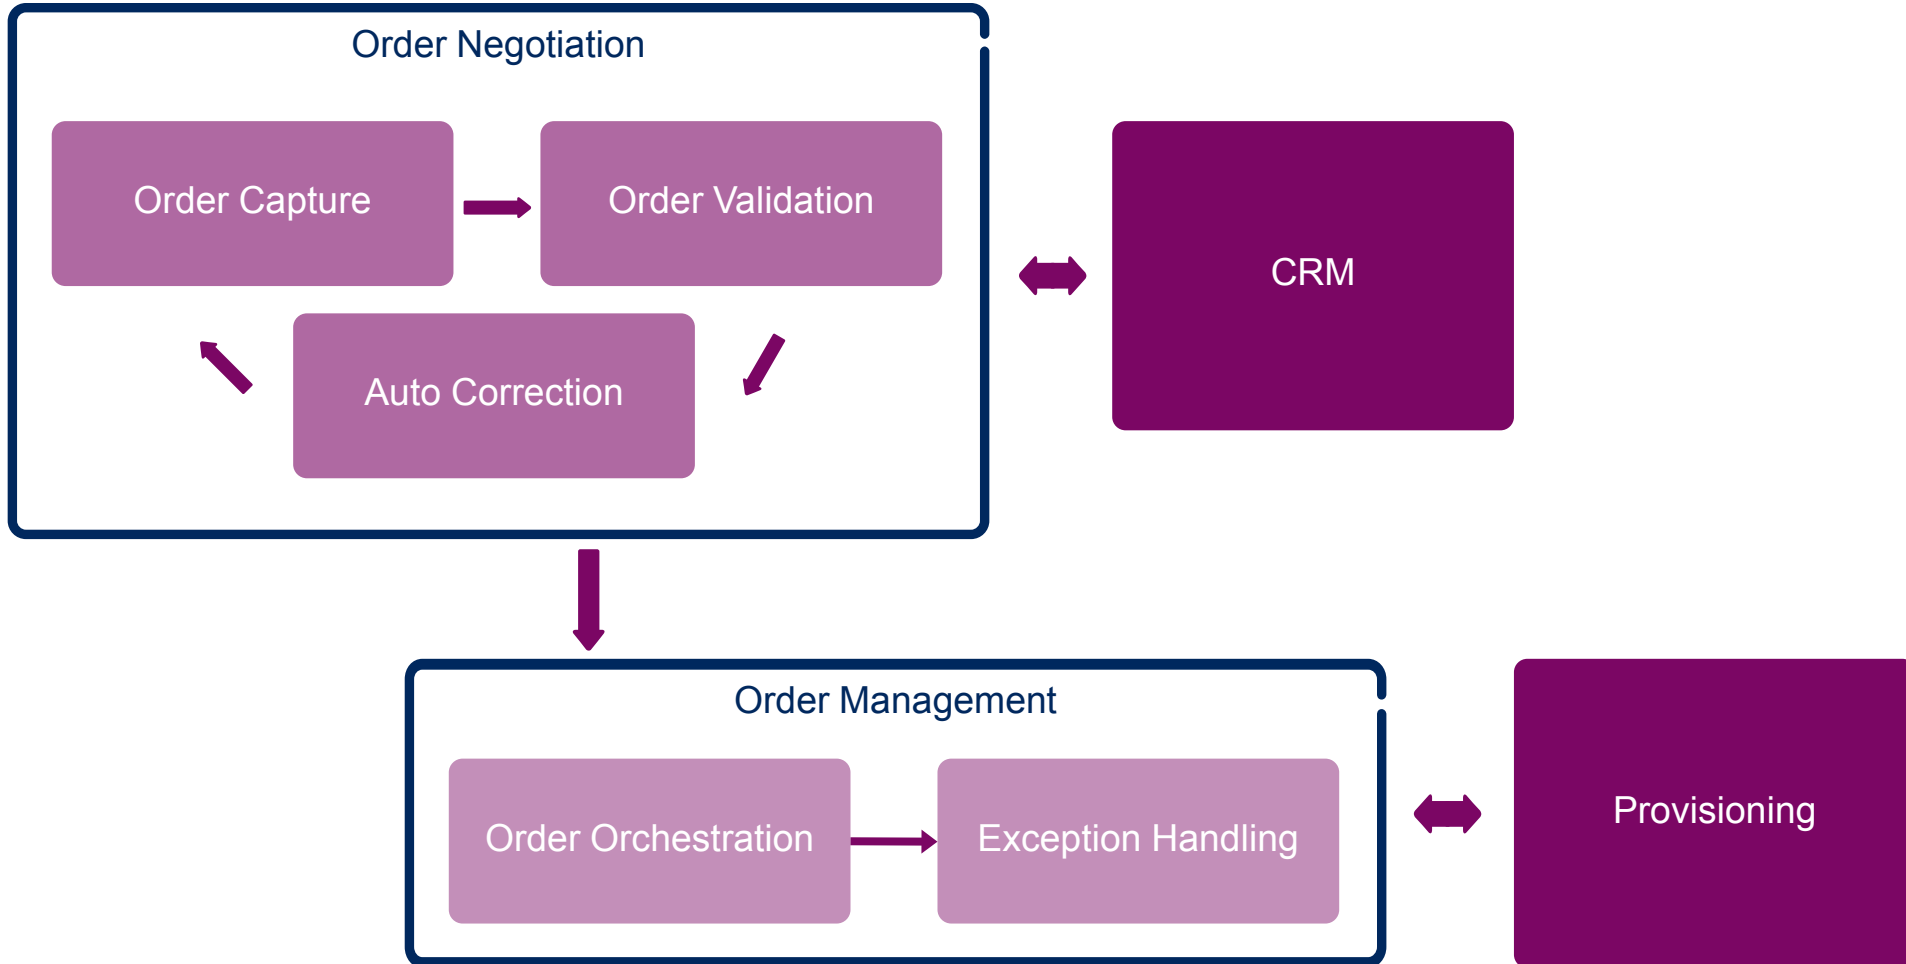 Order Negotiation
Order Capture
Order Validation
CRM
Auto Correction
Order Management
Order Orchestration
Exception Handling
Provisioning